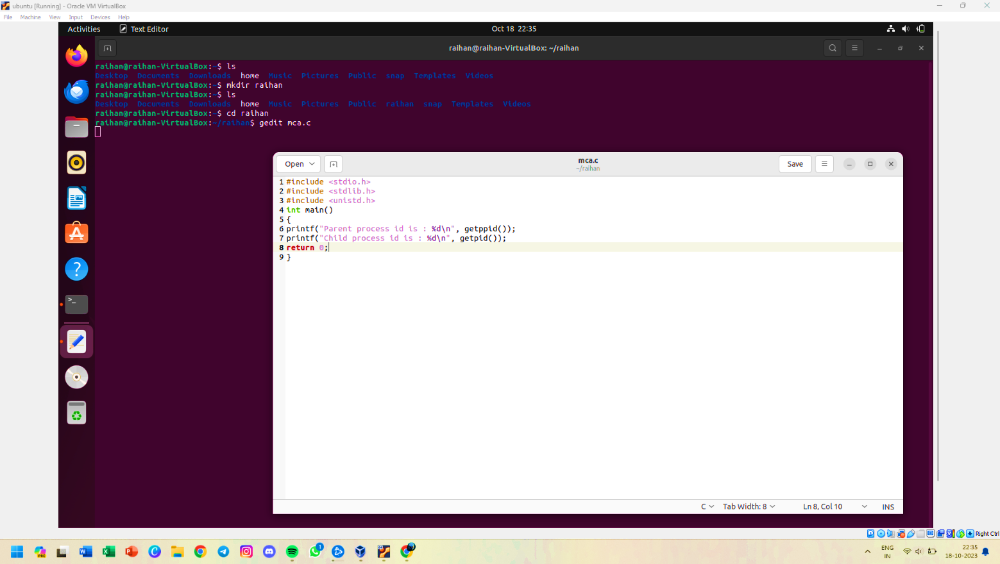 ubuntu [Running] - Oracle VM VirtualBox
File Machine View Input Devices Help
Activities Text Editor Oct 18 22:35
raihan@raihan-VirtualBox: ~/raihan
raihan@raihan-VirtualBox:~$ ls
Desktop Documents Downloads home Music Pictures Public snap Templates Videos
raihan@raihan-VirtualBox:~$ mkdir raihan
raihan@raihan-VirtualBox:~$ ls
Desktop Documents Downloads home Music Pictures Public raihan snap Templates Videos
raihan@raihan-VirtualBox:~$ cd raihan
raihan@raihan-VirtualBox:~/raihan$ gedit mca.c
Open mca.c Save
~/raihan
1 #include <stdio.h>
2 #include <stdlib.h>
3 #include <unistd.h>
4 int main()
5 {
6 printf("Parent process id is : %d\n", getppid());
7 printf("Child process id is : %d\n", getpid());
8 return 0;
9 }
C Tab Width: 8 Ln 8, Col 10 INS
Right Ctrl
PRE
1
ENG
IN
22:35
18-10-2023